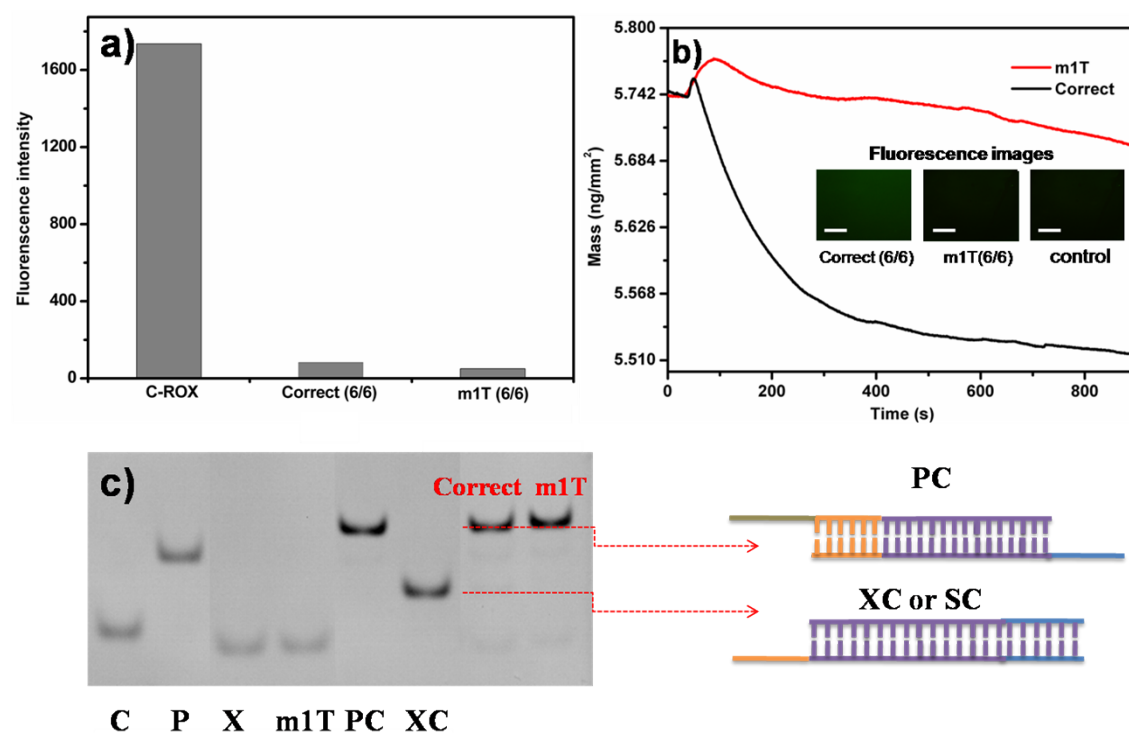 a)
Fluorenscence intensity
1600
1200
800
400
0
C-ROX
Correct (6/6)
m1T (6/6)
b)
Mass (ng/mm²)
5.800
5.742
5.684
5.626
5.568
5.510
m1T
Correct
Fluorescence images
Correct (6/6)
m1T(6/6)
control
0
200
400
600
800
Time (s)
c)
Correct m1T
C P X m1T PC XC
PC
XC or SC